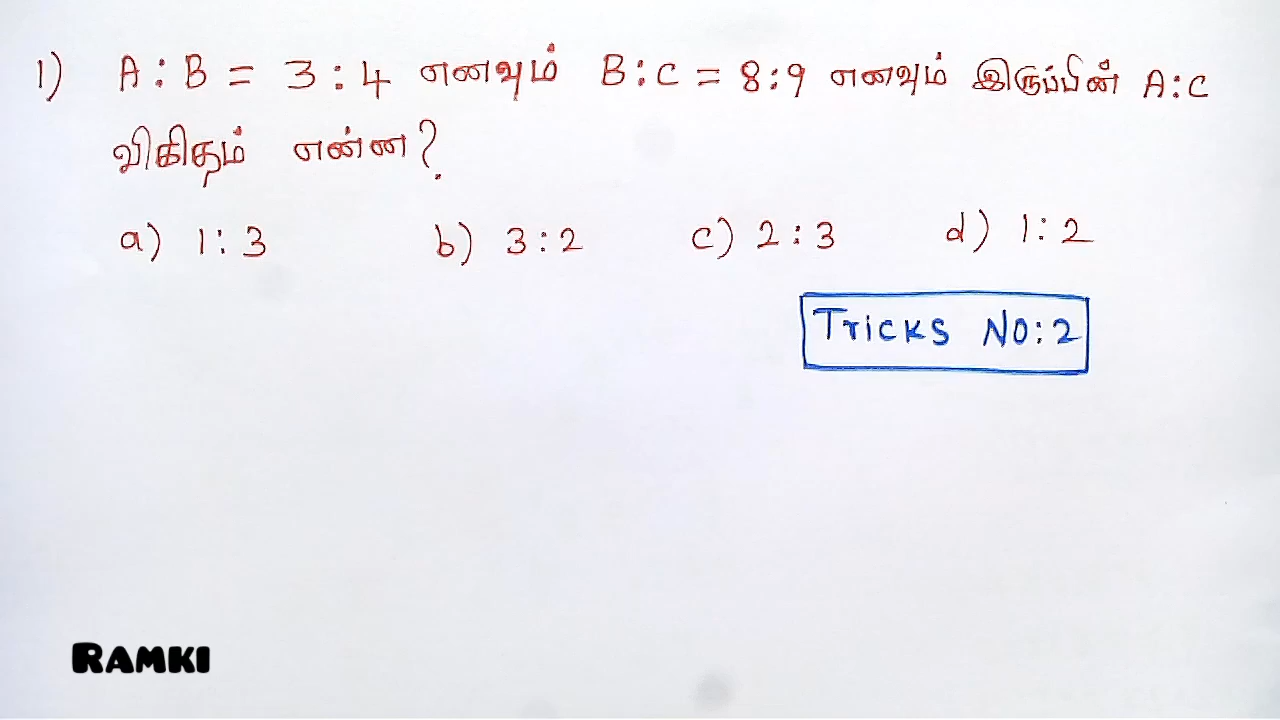 1) A : B = 3 : 4 எனவும் B : C = 8 : 9 எனவும் இருப்பின் A : C
விகிதம் என்ன?
a) 1 : 3 b) 3 : 2 c) 2 : 3 d) 1 : 2
Tricks No : 2
RAMKI